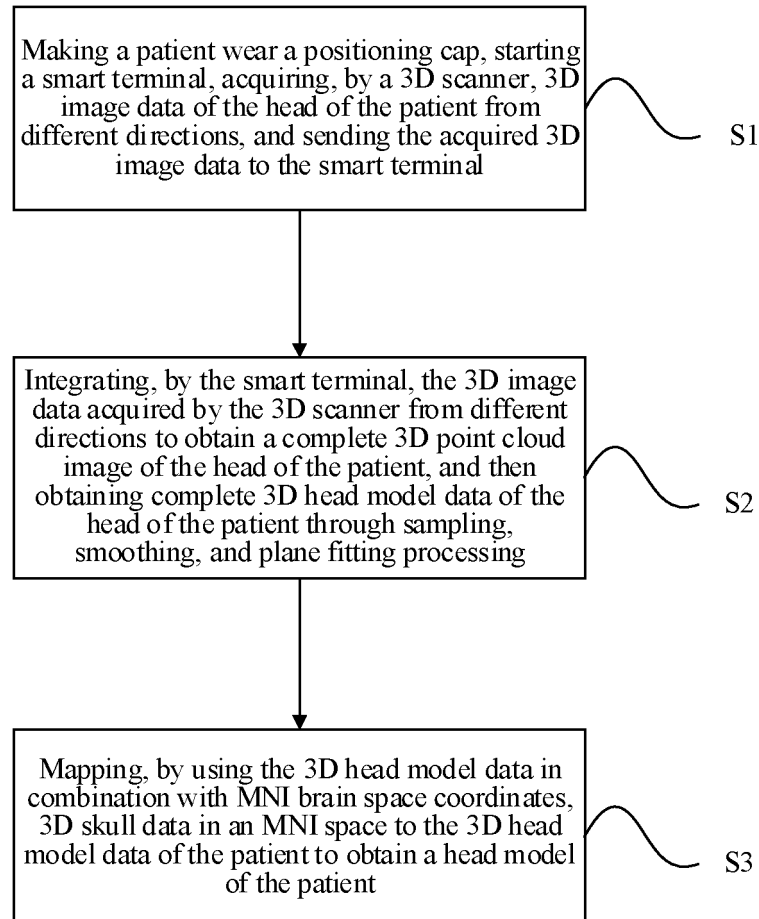 Making a patient wear a positioning cap, starting
a smart terminal, acquiring, by a 3D scanner, 3D
image data of the head of the patient from
different directions, and sending the acquired 3D
image data to the smart terminal
S1
Integrating, by the smart terminal, the 3D image
data acquired by the 3D scanner from different
directions to obtain a complete 3D point cloud
image of the head of the patient, and then
obtaining complete 3D head model data of the
head of the patient through sampling,
smoothing, and plane fitting processing
S2
Mapping, by using the 3D head model data in
combination with MNI brain space coordinates,
3D skull data in an MNI space to the 3D head
model data of the patient to obtain a head model
of the patient
S3